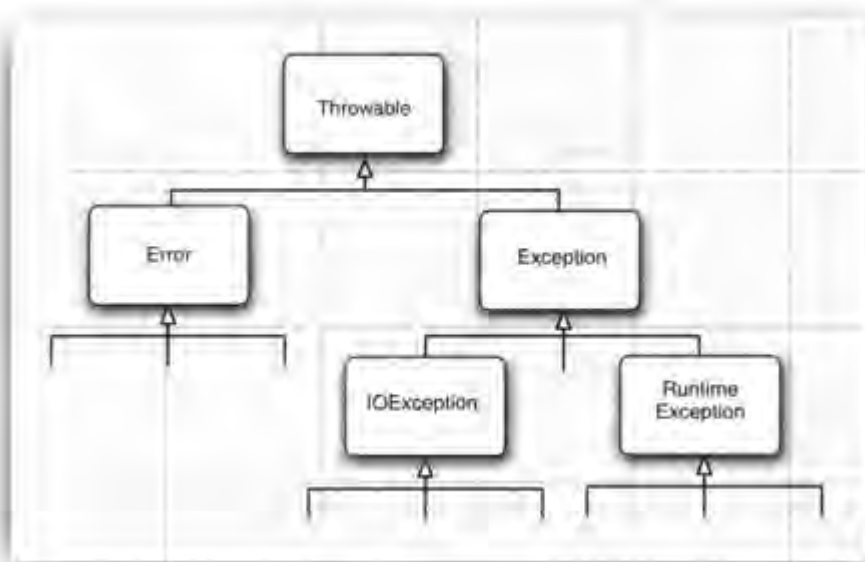 Throwable
Error
Exception
IOException
Runtime
Exception